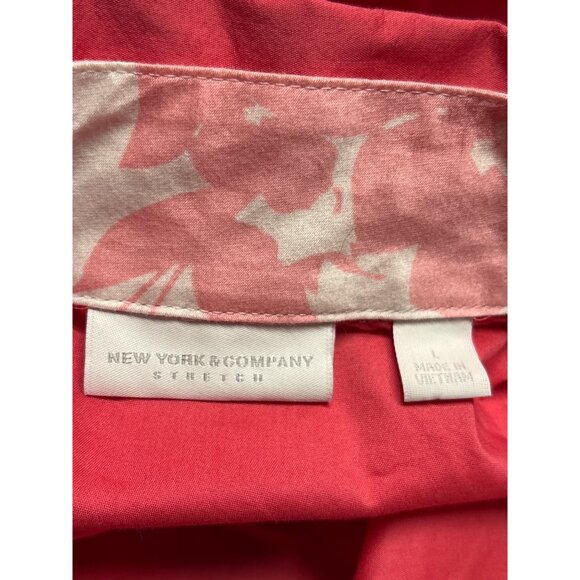 NEW YORK & COMPANY
STRETCH
L
MADE IN
VIETNAM